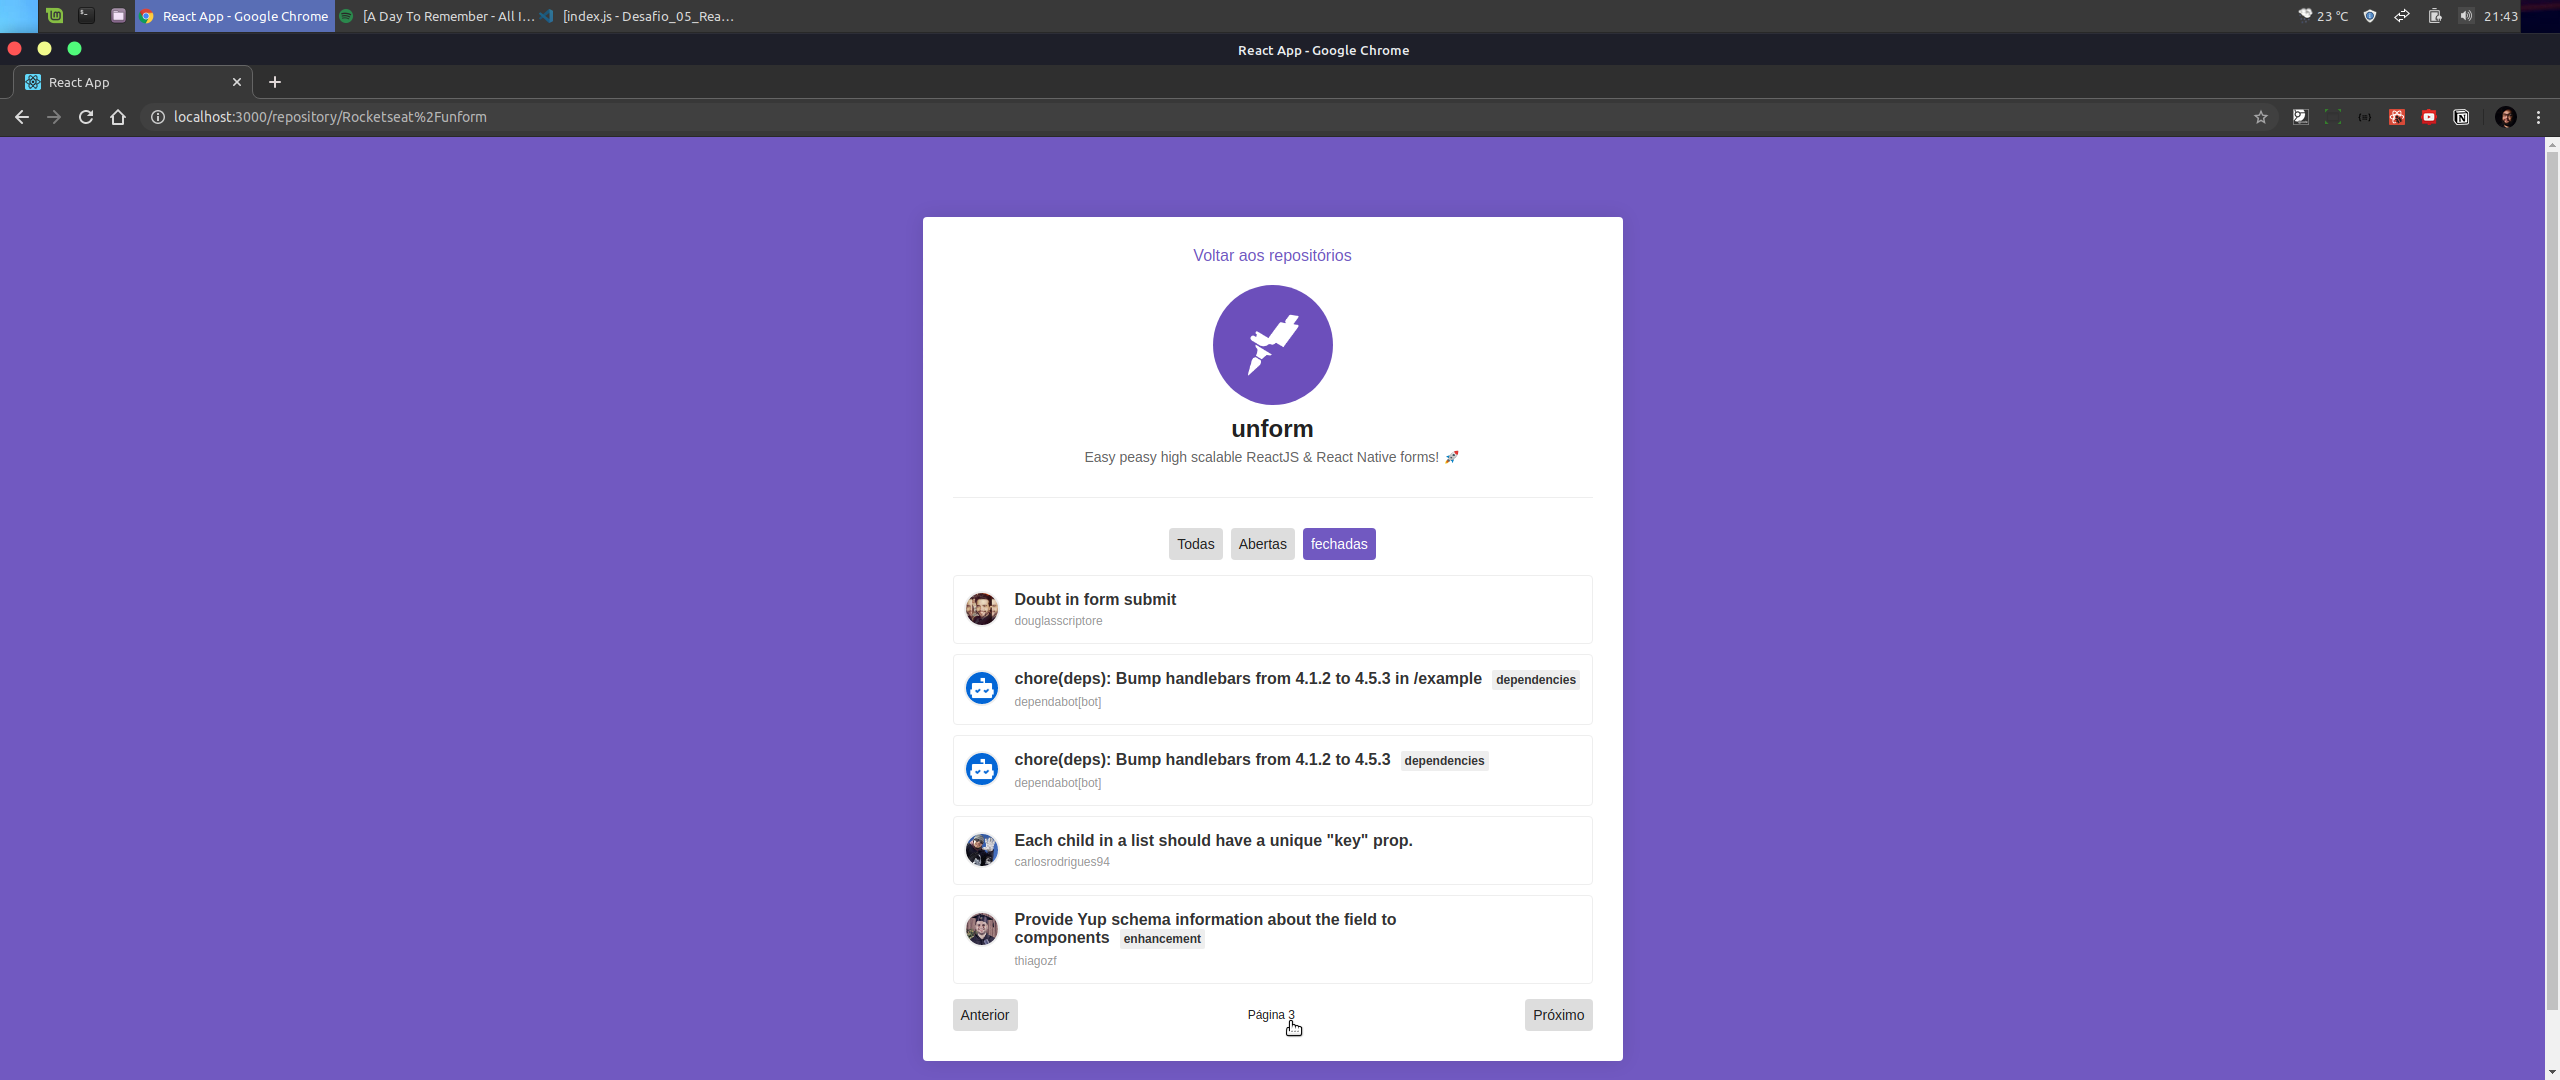 React App - Google Chrome
[A Day To Remember - All I...
[index.js - Desafio_05_Rea...
23 °C
21:43
React App - Google Chrome
React App
localhost:3000/repository/Rocketseat%2Funform
Voltar aos repositórios
unform
Easy peasy high scalable ReactJS & React Native forms! 🚀
Todas
Abertas
fechadas
Doubt in form submit
douglasscriptore
chore(deps): Bump handlebars from 4.1.2 to 4.5.3 in /example dependencies
dependabot[bot]
chore(deps): Bump handlebars from 4.1.2 to 4.5.3 dependencies
dependabot[bot]
Each child in a list should have a unique "key" prop.
carlosrodrigues94
Provide Yup schema information about the field to
components enhancement
thiagozf
Anterior
Página 3
Próximo